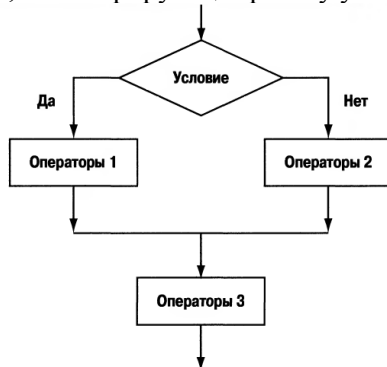 Условие
Да
Нет
Операторы 1
Операторы 2
Операторы 3